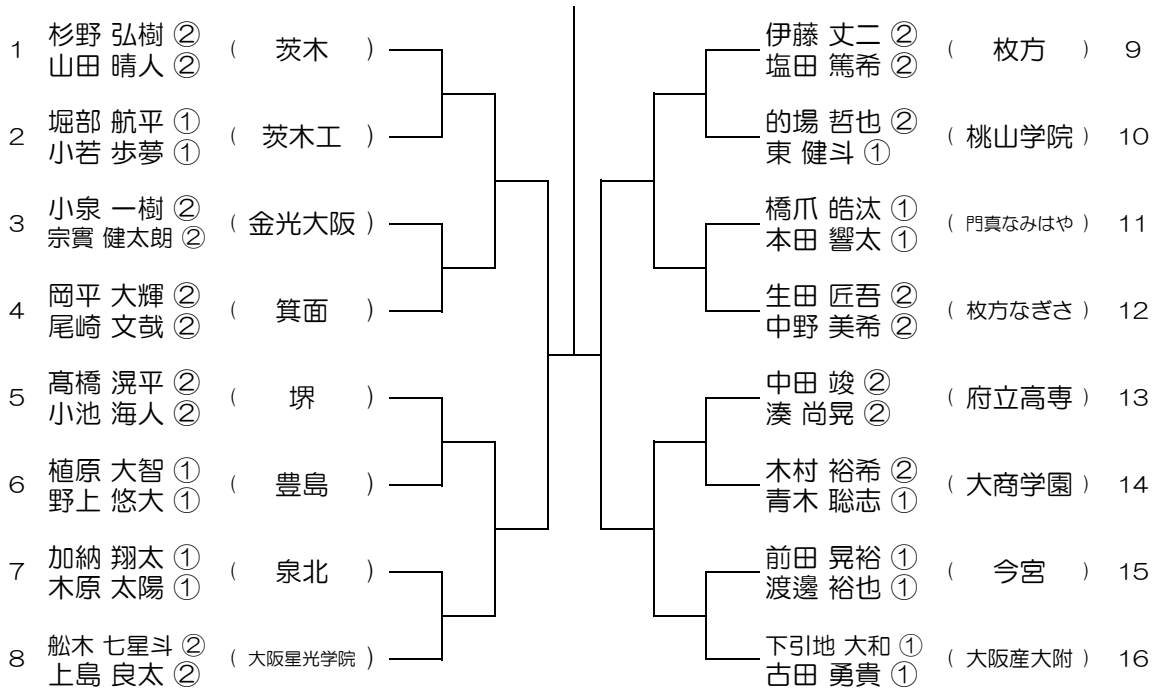 杉野 弘樹 ②
1 ( 茨木 )
山田 晴人 ②
堀部 航平 ①
2 ( 茨木工 )
小若 歩夢 ①
小泉 一樹 ②
3 ( 金光大阪 )
宗實 健太朗 ②
岡平 大輝 ②
4 ( 箕面 )
尾崎 文哉 ②
髙橋 滉平 ②
5 ( 堺 )
小池 海人 ②
植原 大智 ①
6 ( 豊島 )
野上 悠大 ①
加納 翔太 ①
7 ( 泉北 )
木原 太陽 ①
舩木 七星斗 ②
8 ( 大阪星光学院 )
上島 良太 ②
伊藤 丈二 ②
( 枚方 ) 9
塩田 篤希 ②
的場 哲也 ②
( 桃山学院 ) 10
東 健斗 ①
橋爪 皓汰 ①
( 門真なみはや ) 11
本田 響太 ①
生田 匠吾 ②
( 枚方なぎさ ) 12
中野 美希 ②
中田 竣 ②
( 府立高専 ) 13
湊 尚晃 ②
木村 裕希 ②
( 大商学園 ) 14
青木 聡志 ①
前田 晃裕 ①
( 今宮 ) 15
渡邊 裕也 ①
下引地 大和 ①
( 大阪産大附 ) 16
古田 勇貴 ①